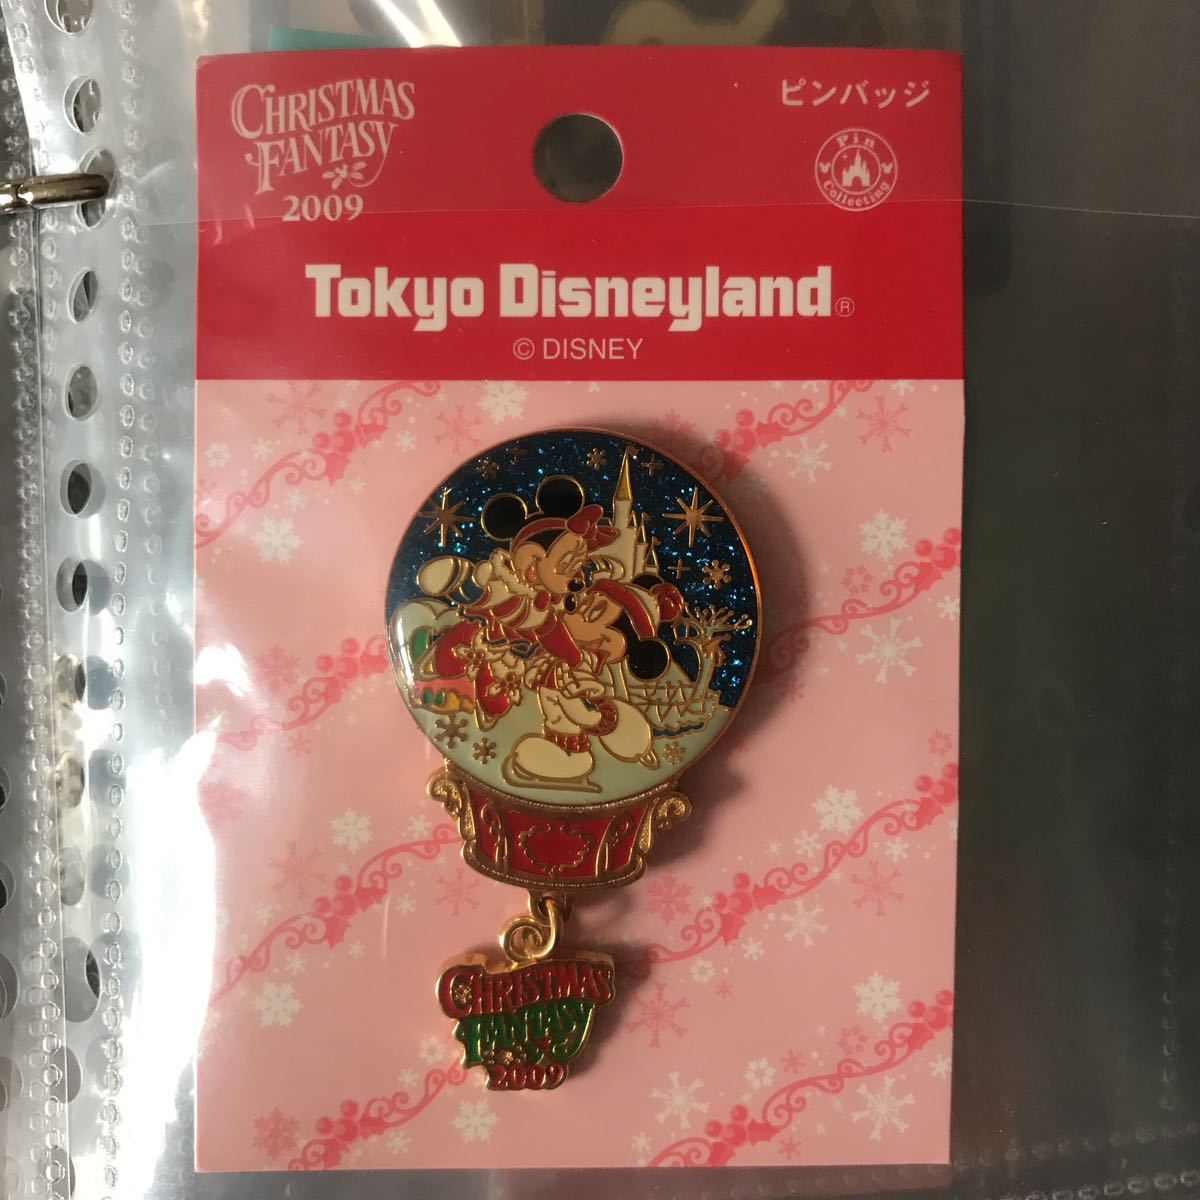 CHRISTMAS
FANTASY
2009
ピンバッジ
Pin
Collecting
Tokyo Disneyland®
© DISNEY
CHRISTMAS
FANTASY
2009